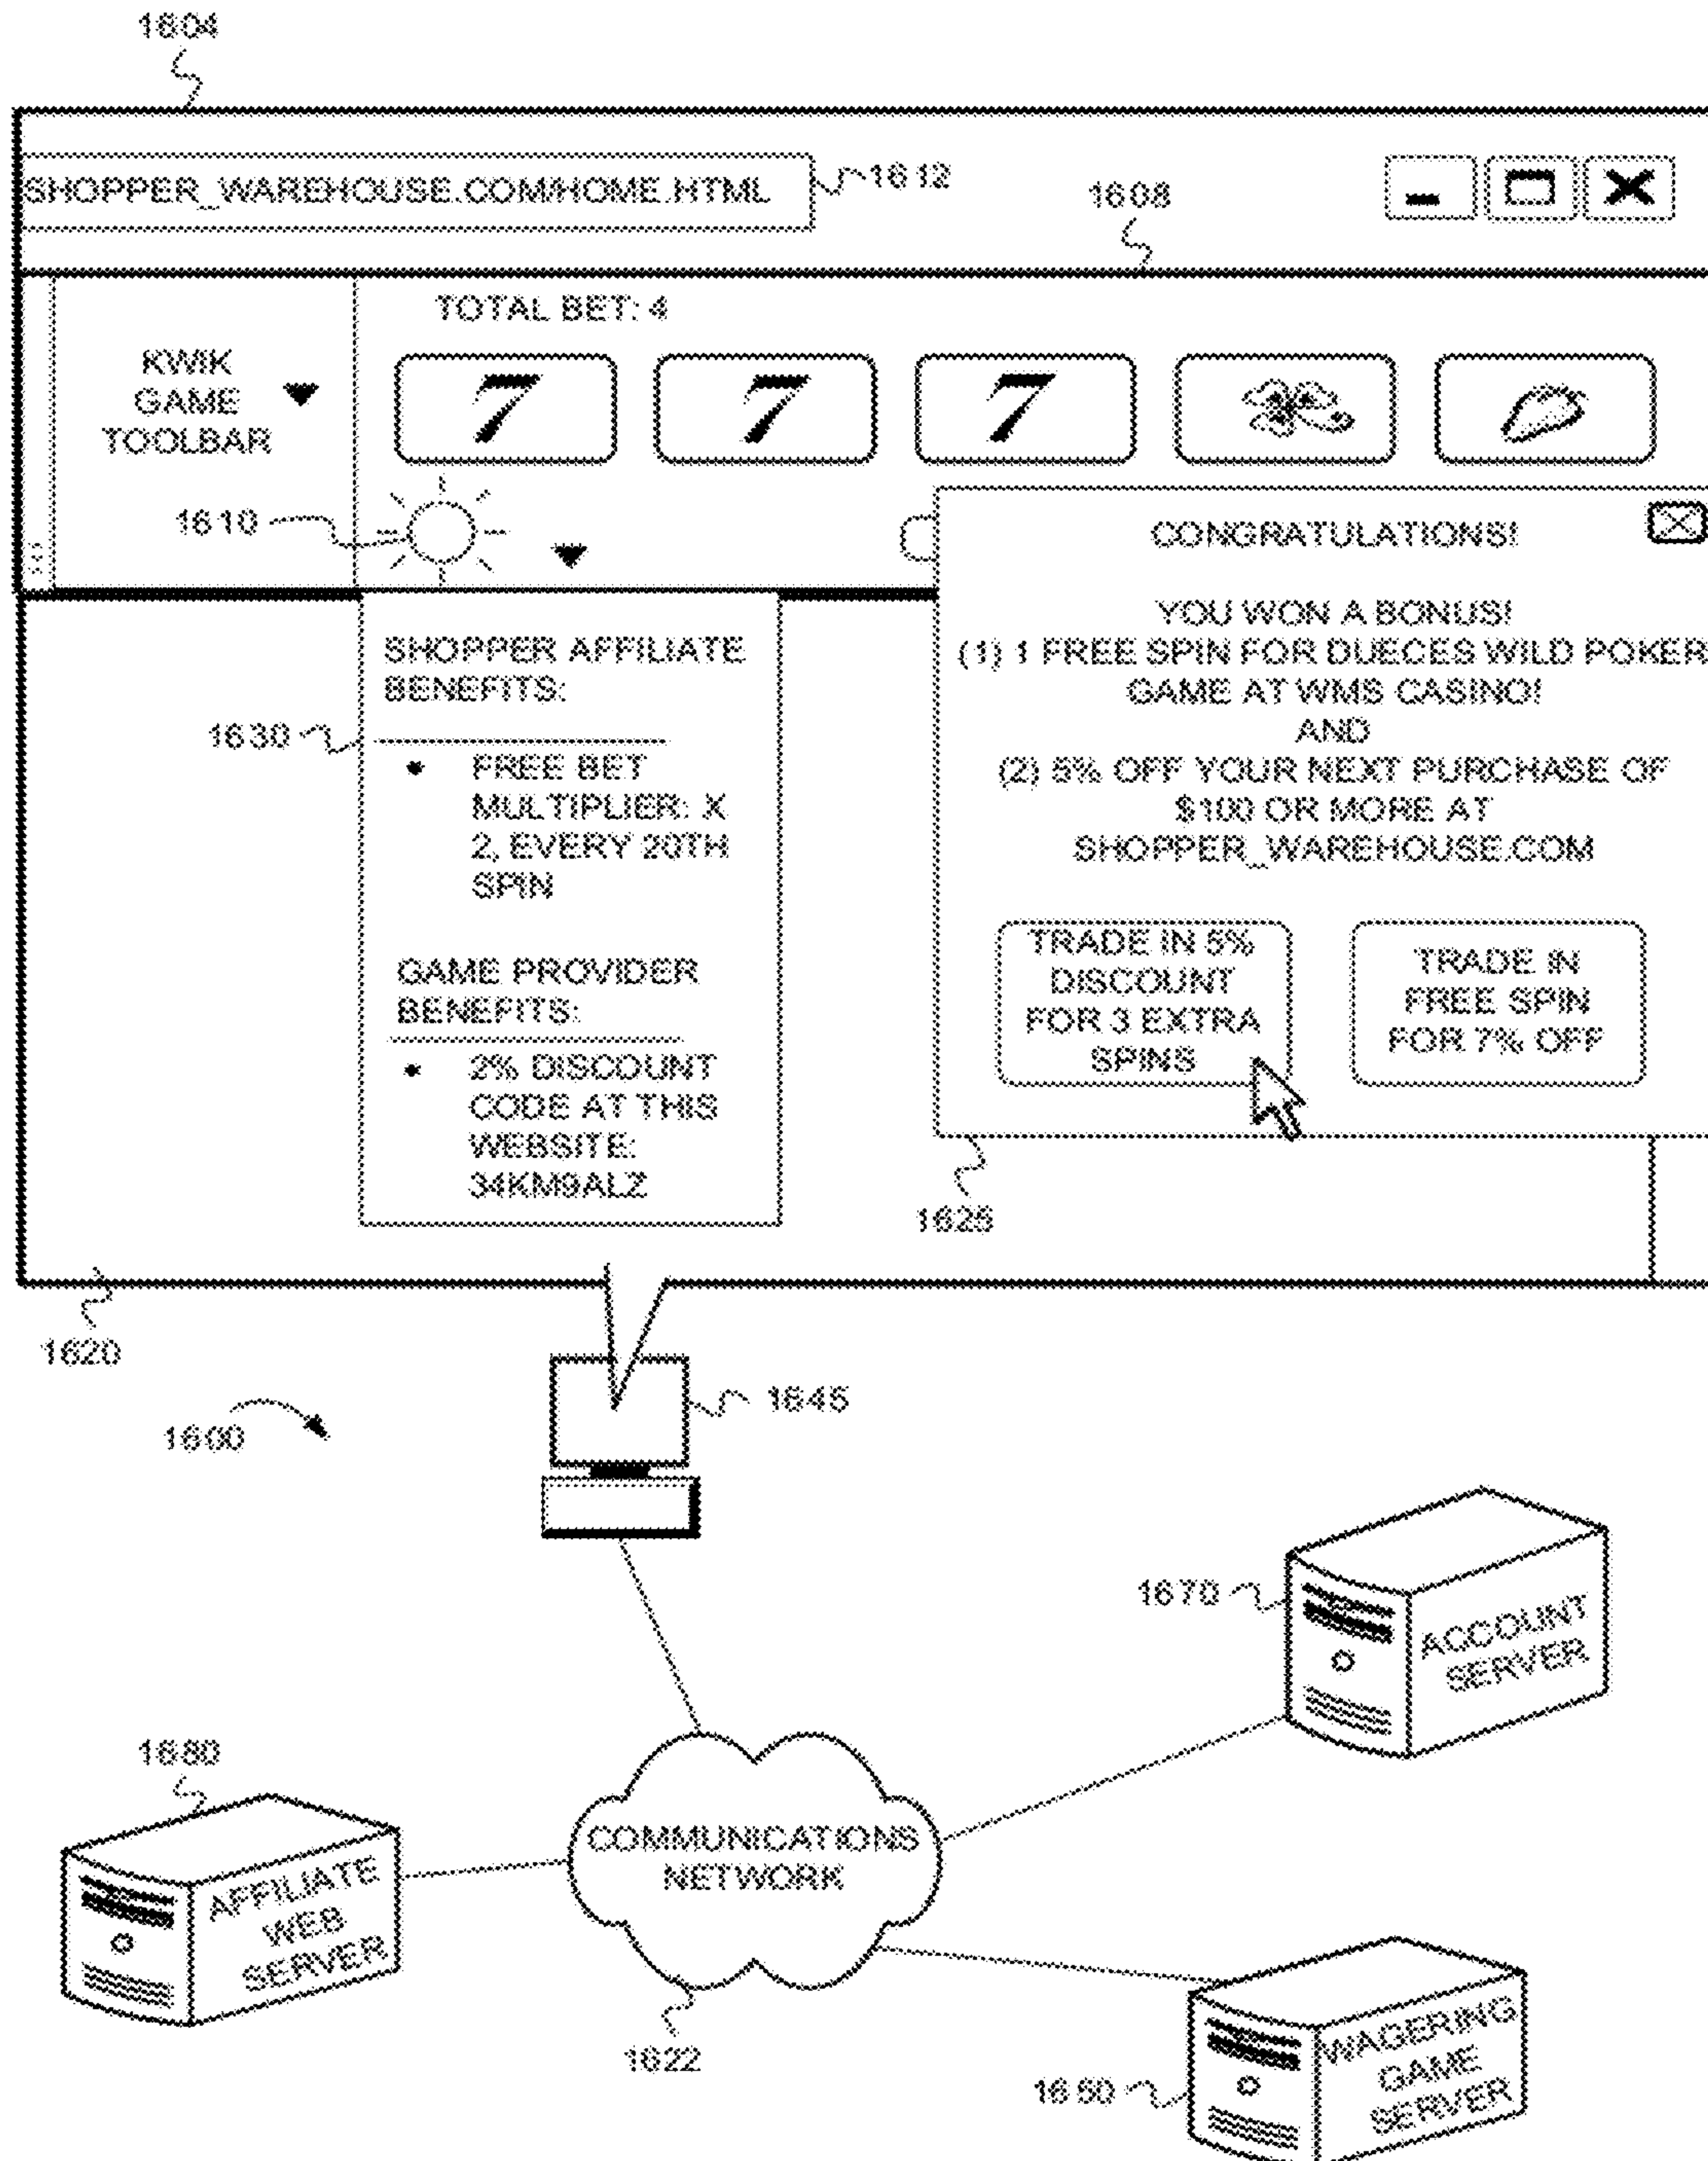 1604
SHOPPER_WAREHOUSE.COM/HOME.HTML
1612
1608
TOTAL BET: 4
KWIK
GAME
TOOLBAR
7 7 7
1610
CONGRATULATIONS!
YOU WON A BONUS!
(1) 1 FREE SPIN FOR DUECES WILD POKER
GAME AT WMS CASINO!
AND
(2) 5% OFF YOUR NEXT PURCHASE OF
$100 OR MORE AT
SHOPPER_WAREHOUSE.COM
TRADE IN 5%
DISCOUNT
FOR 3 EXTRA
SPINS
TRADE IN
FREE SPIN
FOR 7% OFF
1625
SHOPPER AFFILIATE
BENEFITS:
1630
• FREE BET
MULTIPLIER: X
2, EVERY 20TH
SPIN
GAME PROVIDER
BENEFITS:
• 2% DISCOUNT
CODE AT THIS
WEBSITE:
34KM9ALZ
1620
1645
1600
1670
ACCOUNT
SERVER
1680
AFFILIATE
WEB
SERVER
COMMUNICATIONS
NETWORK
1622
1650
WAGERING
GAME
SERVER